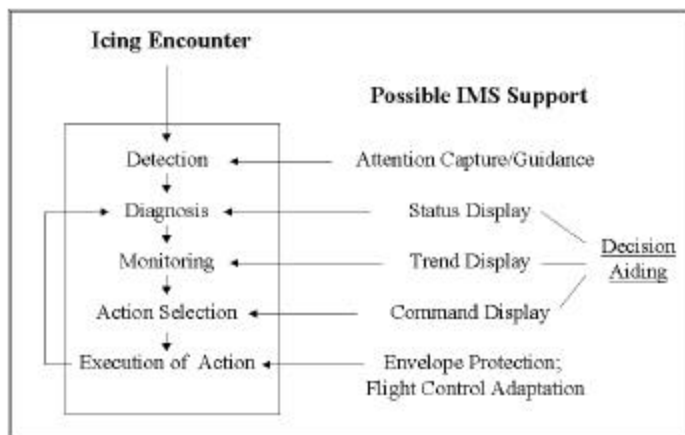 Icing Encounter
Possible IMS Support
Detection
Attention Capture/Guidance
Diagnosis
Status Display
Decision
Aiding
Monitoring
Trend Display
Action Selection
Command Display
Execution of Action
Envelope Protection;
Flight Control Adaptation